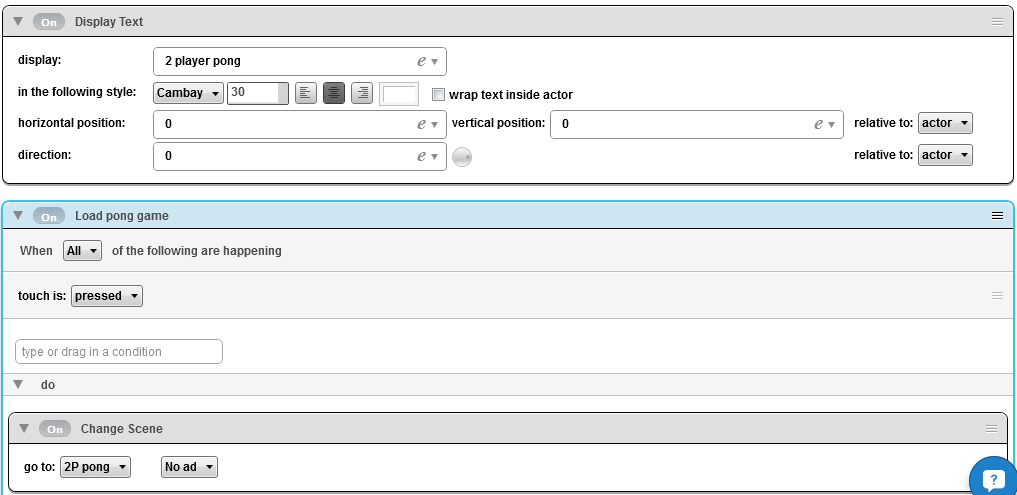 On Display Text
display: 2 player pong e
in the following style: Cambay 30 wrap text inside actor
horizontal position: 0 e vertical position: 0 e relative to: actor
direction: 0 e relative to: actor
On Load pong game
When All of the following are happening
touch is: pressed
type or drag in a condition
do
On Change Scene
go to: 2P pong No ad
?